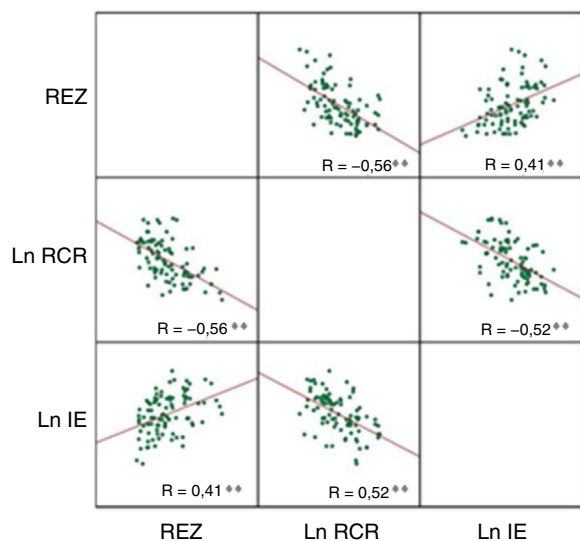 REZ
R = −0,56♦♦
R = 0,41♦♦
Ln RCR
R = −0,56♦♦
R = −0,52♦♦
Ln IE
R = 0,41♦♦
R = 0,52♦♦
REZ
Ln RCR
Ln IE